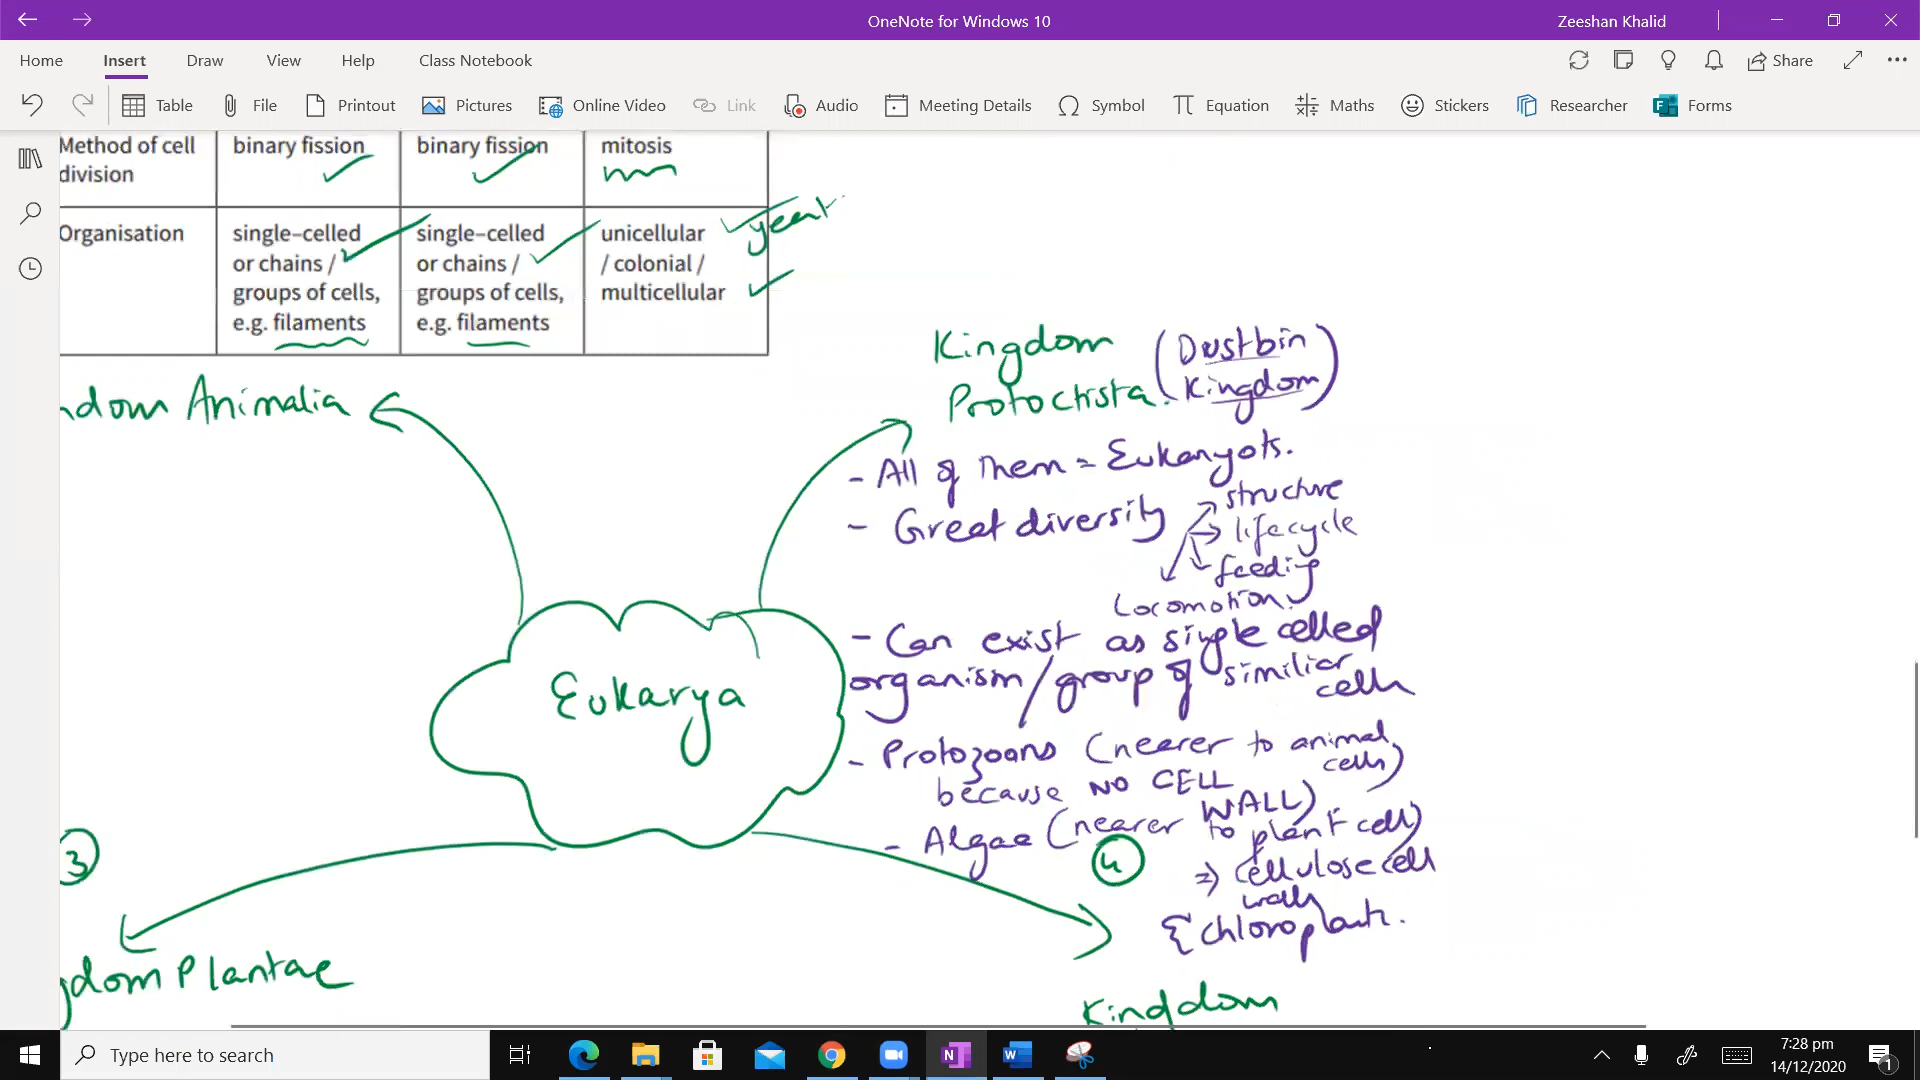 OneNote for Windows 10
Zeeshan Khalid
Home Insert Draw View Help Class Notebook
Share
Table File Printout Pictures Online Video Link Audio Meeting Details Symbol Equation Maths Stickers Researcher Forms
Method of cell division
binary fission
binary fission
mitosis
Organisation
single–celled
or chains /
groups of cells,
e.g. filaments
single–celled
or chains /
groups of cells,
e.g. filaments
unicellular
/ colonial /
multicellular
Kingdom
Protoctista.
(Dustbin
Kingdom)
ndom Animalia
- All of Them = Eukaryots.
- Great diversity
structure
lifecycle
feeding
Locomotion
- Can exist as single celled
organism/group of similiar
cells
Eukarya
- Protozoans (nearer to animal
cells)
because NO CELL
WALL)
- Algae (nearer to plant cell)
⇒ cellulose cell
walls
& chloroplasts.
3
4
gdom Plantae
Kingdom
Type here to search
7:28 pm
14/12/2020
1